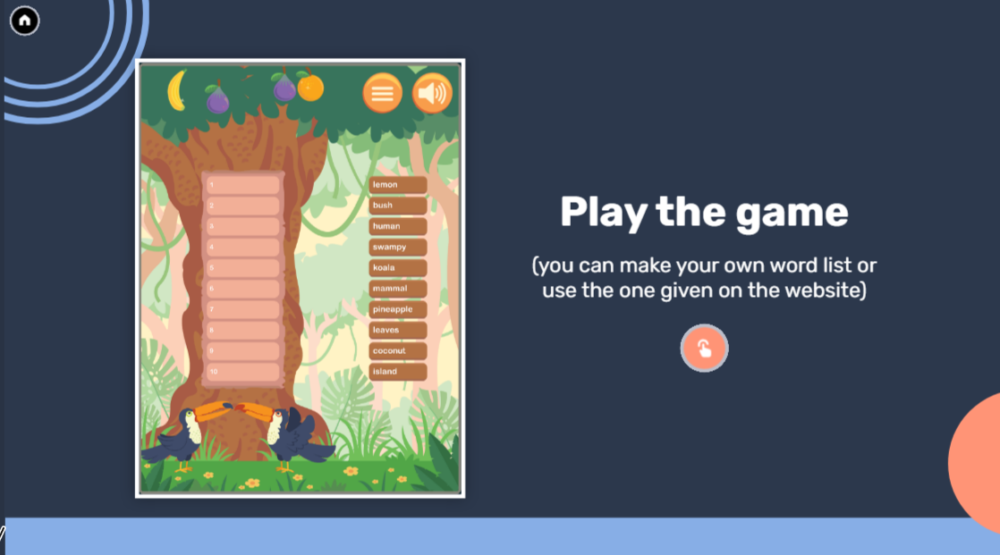 1
2
3
4
5
6
7
8
9
10
lemon
bush
human
swampy
koala
mammal
pineapple
leaves
coconut
island
Play the game
(you can make your own word list or
use the one given on the website)